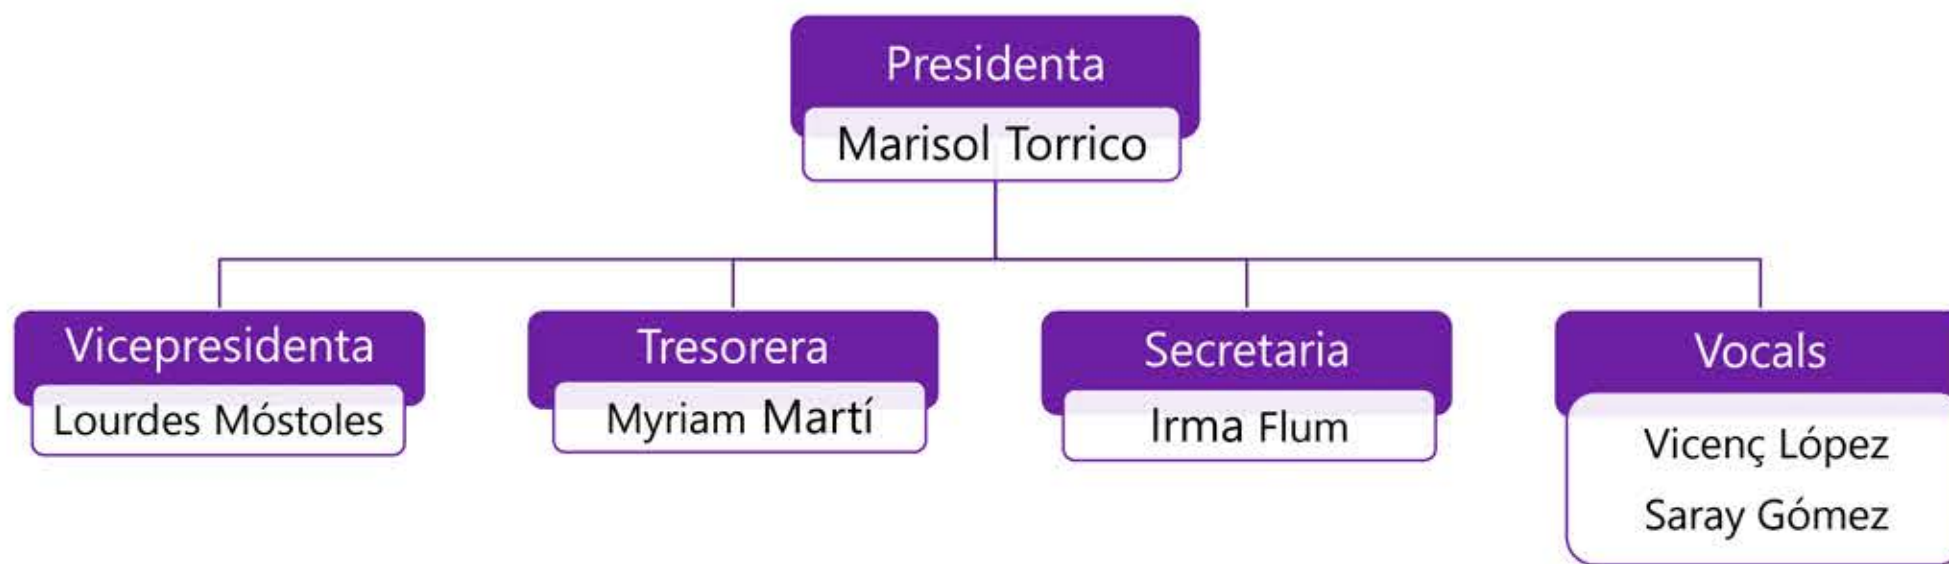 Presidenta
Marisol Torrico
Vicepresidenta
Lourdes Móstoles
Tresorera
Myriam Martí
Secretaria
Irma Flum
Vocals
Vicenç López
Saray Gómez